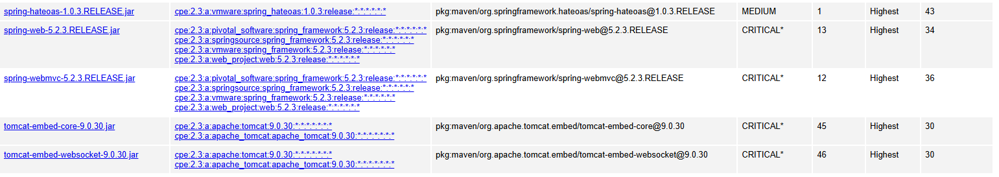 spring-hateoas-1.0.3.RELEASE.jar cpe:2.3:a:vmware:spring_hateoas:1.0.3:release:*:*:*:*:*:* pkg:maven/org.springframework.hateoas/spring-hateoas@1.0.3.RELEASE MEDIUM 1 Highest 43
spring-web-5.2.3.RELEASE.jar cpe:2.3:a:pivotal_software:spring_framework:5.2.3:release:*:*:*:*:*:* pkg:maven/org.springframework/spring-web@5.2.3.RELEASE CRITICAL* 13 Highest 34
cpe:2.3:a:springsource:spring_framework:5.2.3:release:*:*:*:*:*:*
cpe:2.3:a:vmware:spring_framework:5.2.3:release:*:*:*:*:*:*
cpe:2.3:a:web_project:web:5.2.3:release:*:*:*:*:*:*
spring-webmvc-5.2.3.RELEASE.jar cpe:2.3:a:pivotal_software:spring_framework:5.2.3:release:*:*:*:*:*:* pkg:maven/org.springframework/spring-webmvc@5.2.3.RELEASE CRITICAL* 12 Highest 36
cpe:2.3:a:springsource:spring_framework:5.2.3:release:*:*:*:*:*:*
cpe:2.3:a:vmware:spring_framework:5.2.3:release:*:*:*:*:*:*
cpe:2.3:a:web_project:web:5.2.3:release:*:*:*:*:*:*
tomcat-embed-core-9.0.30.jar cpe:2.3:a:apache:tomcat:9.0.30:*:*:*:*:*:*:* pkg:maven/org.apache.tomcat.embed/tomcat-embed-core@9.0.30 CRITICAL* 45 Highest 30
cpe:2.3:a:apache_tomcat:apache_tomcat:9.0.30:*:*:*:*:*:*:*
tomcat-embed-websocket-9.0.30.jar cpe:2.3:a:apache:tomcat:9.0.30:*:*:*:*:*:*:* pkg:maven/org.apache.tomcat.embed/tomcat-embed-websocket@9.0.30 CRITICAL* 46 Highest 30
cpe:2.3:a:apache_tomcat:apache_tomcat:9.0.30:*:*:*:*:*:*:*